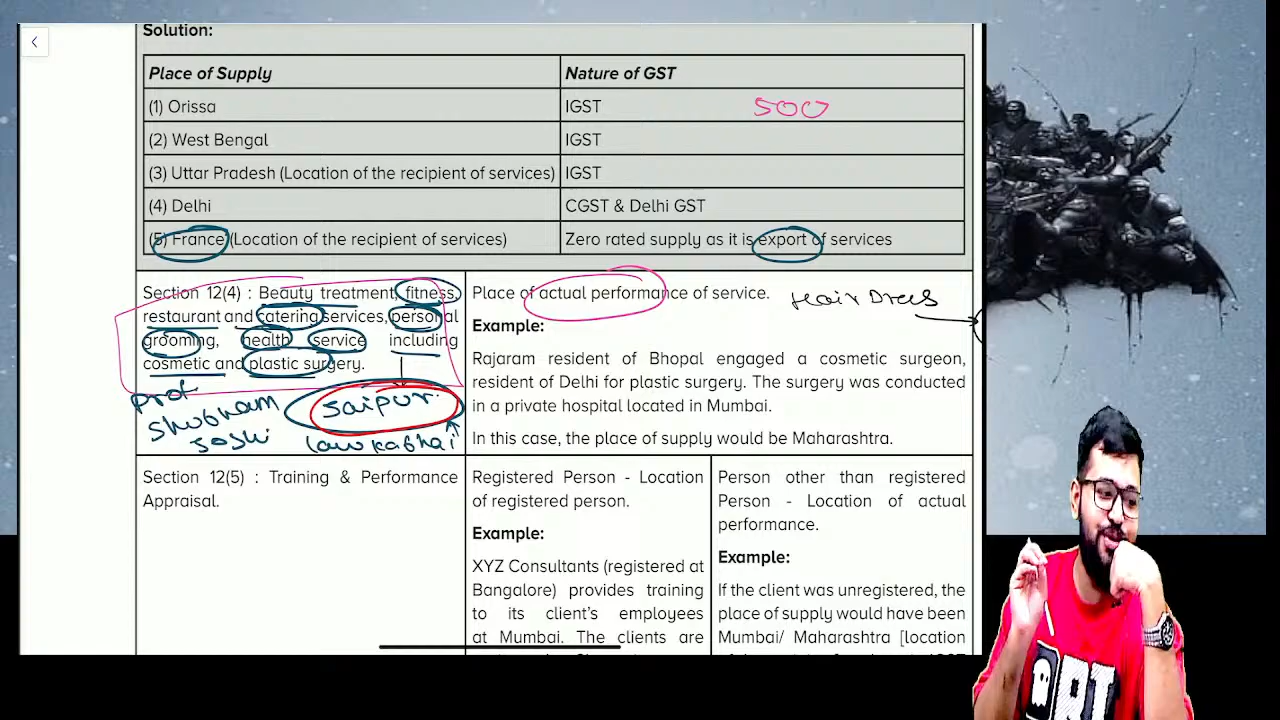 Solution:
Place of Supply Nature of GST
(1) Orissa IGST 500
(2) West Bengal IGST
(3) Uttar Pradesh (Location of the recipient of services) IGST
(4) Delhi CGST & Delhi GST
(5) France (Location of the recipient of services) Zero rated supply as it is export of services
Section 12(4) : Beauty treatment, fitness,
restaurant and catering services, personal
grooming, health service including
cosmetic and plastic surgery.
Prof
Shubham
Joshi
Jaipur
Place of actual performance of service.
Hair Dres
Example:
Rajaram resident of Bhopal engaged a cosmetic surgeon,
resident of Delhi for plastic surgery. The surgery was conducted
in a private hospital located in Mumbai.
In this case, the place of supply would be Maharashtra.
Section 12(5) : Training & Performance
Appraisal.
Registered Person - Location
of registered person.
Example:
XYZ Consultants (registered at
Bangalore) provides training
to its client's employees
at Mumbai. The clients are
Person other than registered
Person - Location of actual
performance.
Example:
If the client was unregistered, the
place of supply would have been
Mumbai/ Maharashtra [location